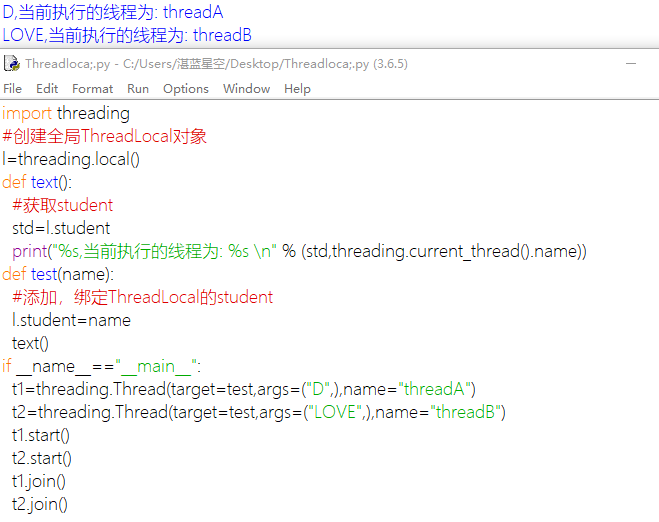 D,当前执行的线程为: threadA
LOVE,当前执行的线程为: threadB
Threadloca;.py - C:/Users/湛蓝星空/Desktop/Threadloca;.py (3.6.5)
File Edit Format Run Options Window Help
import threading
#创建全局ThreadLocal对象
l=threading.local()
def text():
  #获取student
  std=l.student
  print("%s,当前执行的线程为: %s \n" % (std,threading.current_thread().name))
def test(name):
  #添加，绑定ThreadLocal的student
  l.student=name
  text()
if __name__=="__main__":
  t1=threading.Thread(target=test,args=("D",),name="threadA")
  t2=threading.Thread(target=test,args=("LOVE",),name="threadB")
  t1.start()
  t2.start()
  t1.join()
  t2.join()